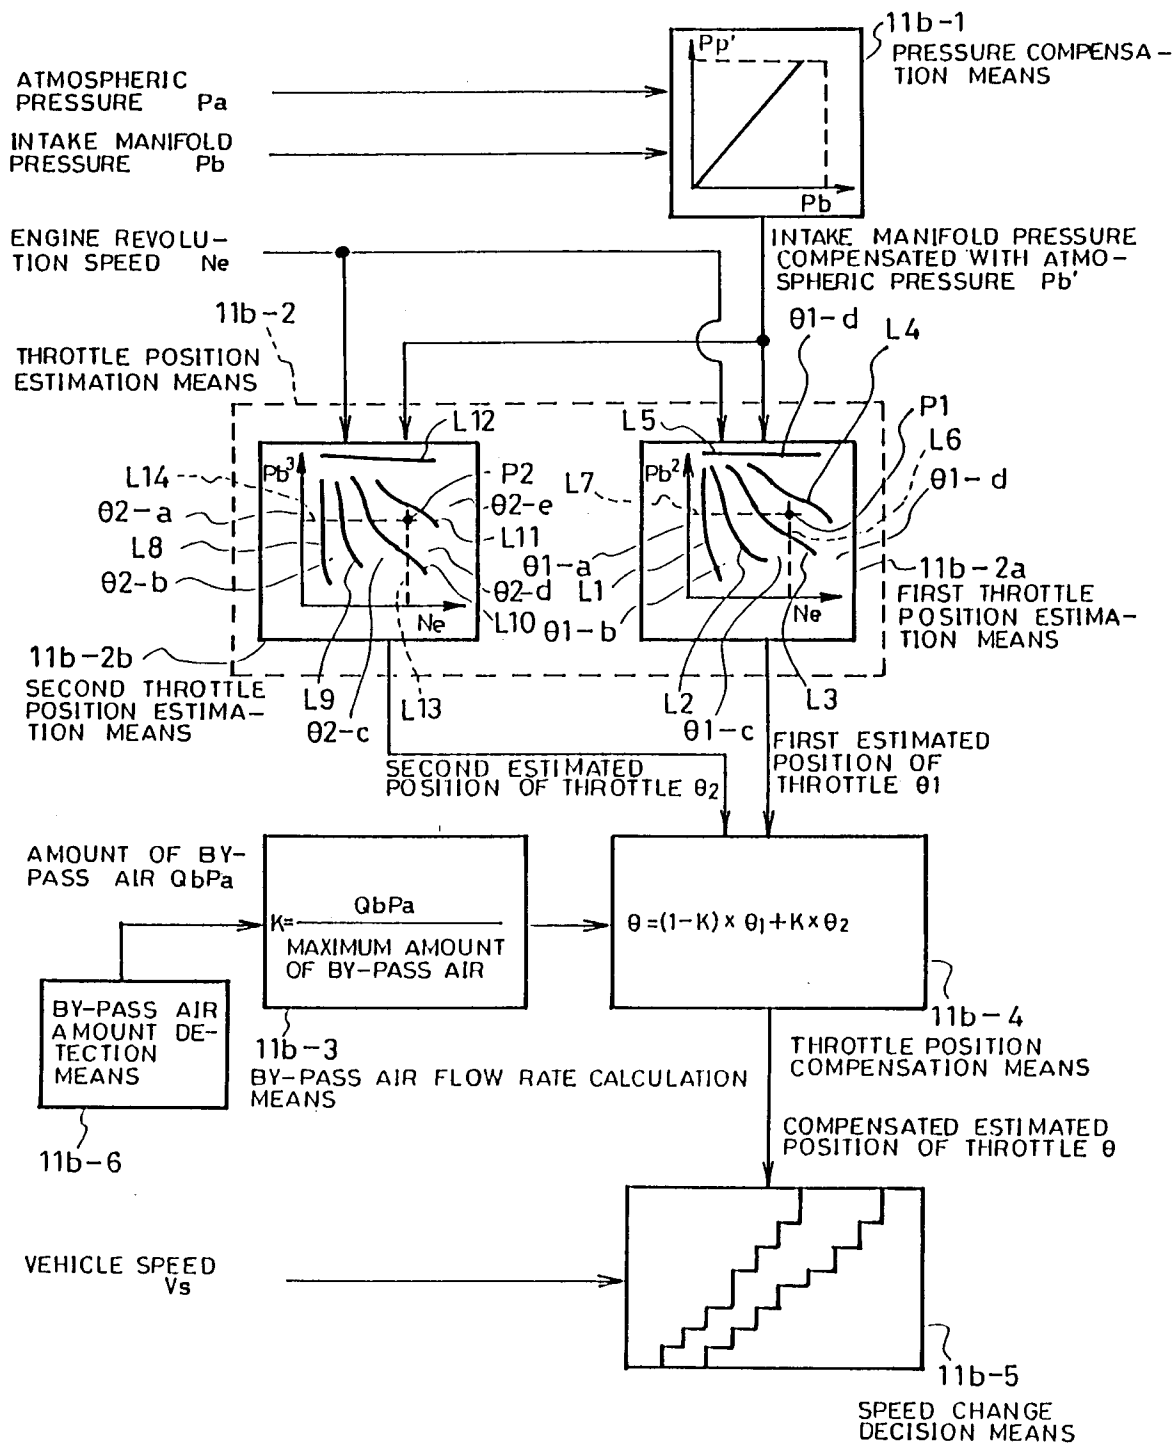 11b-1
PRESSURE COMPENSA-
TION MEANS
Pp'
Pb
ATMOSPHERIC
PRESSURE Pa
INTAKE MANIFOLD
PRESSURE Pb
ENGINE REVOLU-
TION SPEED Ne
INTAKE MANIFOLD PRESSURE
COMPENSATED WITH ATMO-
SPHERIC PRESSURE Pb'
11b-2
THROTTLE POSITION
ESTIMATION MEANS
θ1-d
L4
L12
L5
P1
L6
Pb³
L14
P2
θ2-a
θ2-e
L11
L8
θ2-b
θ2-d
Ne
L10
Pb²
L7
θ1-d
θ1-a
L1
θ1-b
Ne
11b-2a
FIRST THROTTLE
POSITION ESTIMA-
TION MEANS
11b-2b
SECOND THROTTLE
POSITION ESTIMA-
TION MEANS
L9
L13
θ2-c
L2
L3
θ1-c
SECOND ESTIMATED
POSITION OF THROTTLE θ2
FIRST ESTIMATED
POSITION OF
THROTTLE θ1
AMOUNT OF BY-
PASS AIR QbPa
K= QbPa
MAXIMUM AMOUNT
OF BY-PASS AIR
θ=(1-K)×θ1+K×θ2
BY-PASS AIR
AMOUNT DE-
TECTION
MEANS
11b-3
BY-PASS AIR FLOW RATE CALCULATION
MEANS
11b-4
THROTTLE POSITION
COMPENSATION MEANS
11b-6
COMPENSATED ESTIMATED
POSITION OF THROTTLE θ
VEHICLE SPEED
Vs
11b-5
SPEED CHANGE
DECISION MEANS